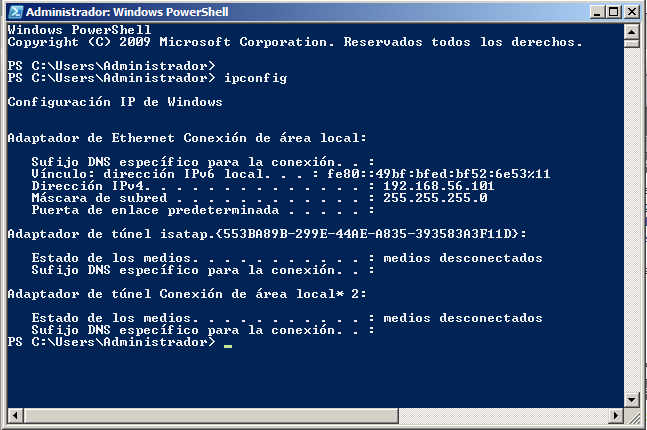 Administrador: Windows PowerShell
Windows PowerShell
Copyright (C) 2009 Microsoft Corporation. Reservados todos los derechos.
PS C:\Users\Administrador>
PS C:\Users\Administrador> ipconfig
Configuración IP de Windows
Adaptador de Ethernet Conexión de área local:
Sufijo DNS específico para la conexión. . :
Vínculo: dirección IPv6 local. . . : fe80::49bf:bfed:bf52:6e53%11
Dirección IPv4. . . . . . . . . . . . . . : 192.168.56.101
Máscara de subred . . . . . . . . . . . . : 255.255.255.0
Puerta de enlace predeterminada . . . . . :
Adaptador de túnel isatap.{553BA89B-299E-44AE-A835-393583A3F11D}:
Estado de los medios. . . . . . . . . . . : medios desconectados
Sufijo DNS específico para la conexión. . :
Adaptador de túnel Conexión de área local* 2:
Estado de los medios. . . . . . . . . . . : medios desconectados
Sufijo DNS específico para la conexión. . :
PS C:\Users\Administrador> _